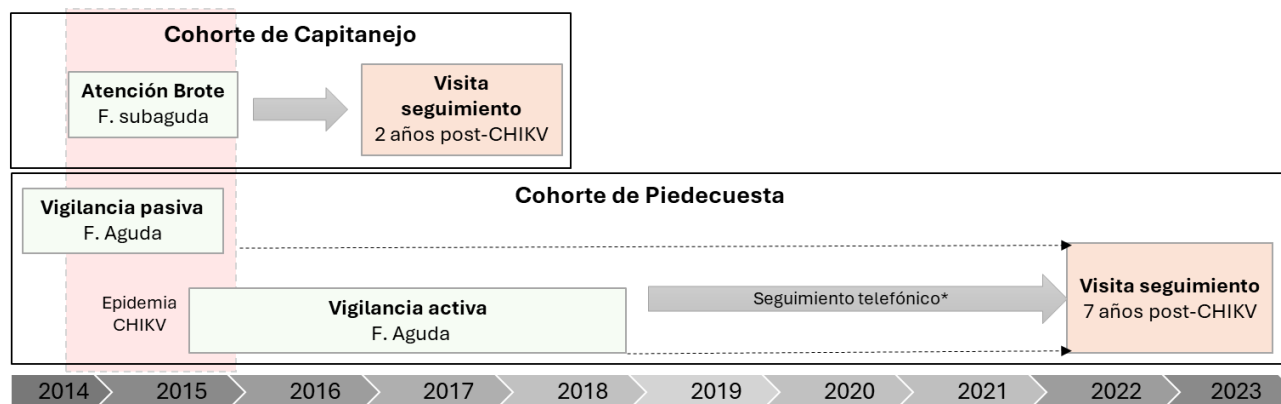 Cohorte de Capitanejo
Atención Brote
F. subaguda
Visita
seguimiento
2 años post-CHIKV
Cohorte de Piedecuesta
Vigilancia pasiva
F. Aguda
Epidemia
CHIKV
Vigilancia activa
F. Aguda
Seguimiento telefónico*
Visita seguimiento
7 años post-CHIKV
2014 2015 2016 2017 2018 2019 2020 2021 2022 2023